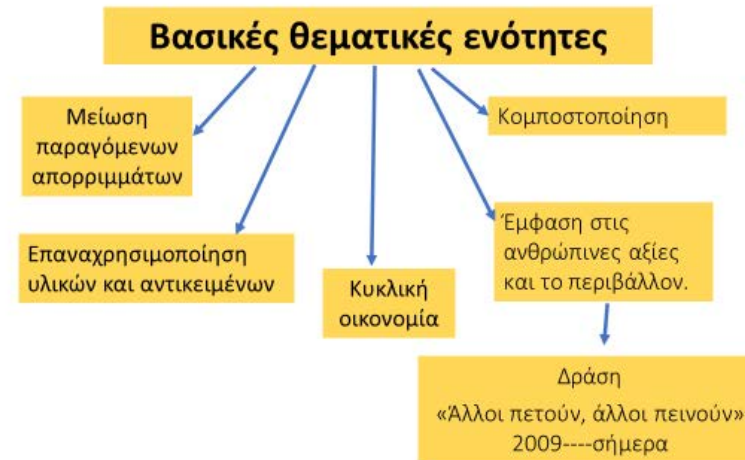 Βασικές θεματικές ενότητες
Μείωση
παραγόμενων
απορριμμάτων
Κομποστοποίηση
Επαναχρησιμοποίηση
υλικών και αντικειμένων
Κυκλική
οικονομία
Έμφαση στις
ανθρώπινες αξίες
και το περιβάλλον.
Δράση
«Άλλοι πετούν, άλλοι πεινούν»
2009----σήμερα